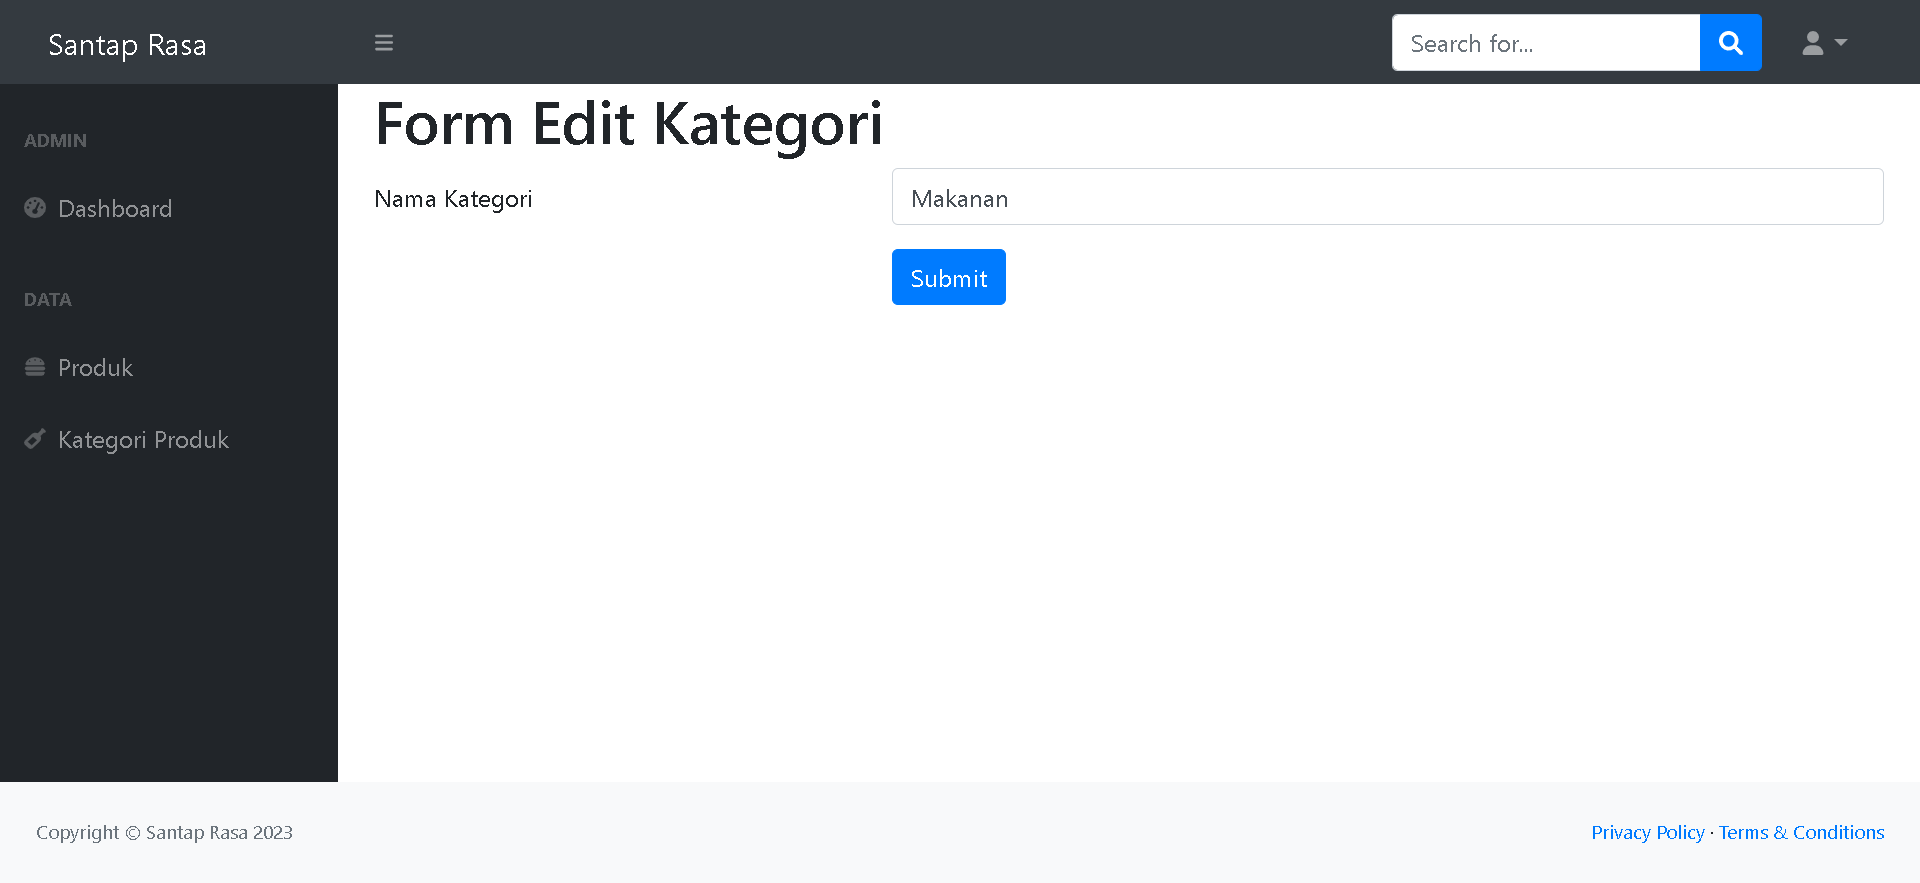 Santap Rasa
Search for...
ADMIN
Dashboard
DATA
Produk
Kategori Produk
Form Edit Kategori
Nama Kategori
Makanan
Submit
Copyright © Santap Rasa 2023
Privacy Policy · Terms & Conditions